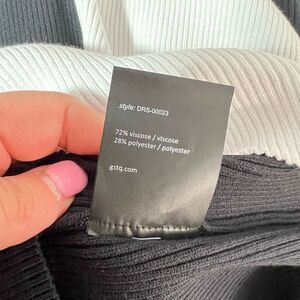 style: DRS-00023
72% viscose / viscose
28% polyester / polyester
gstq.com